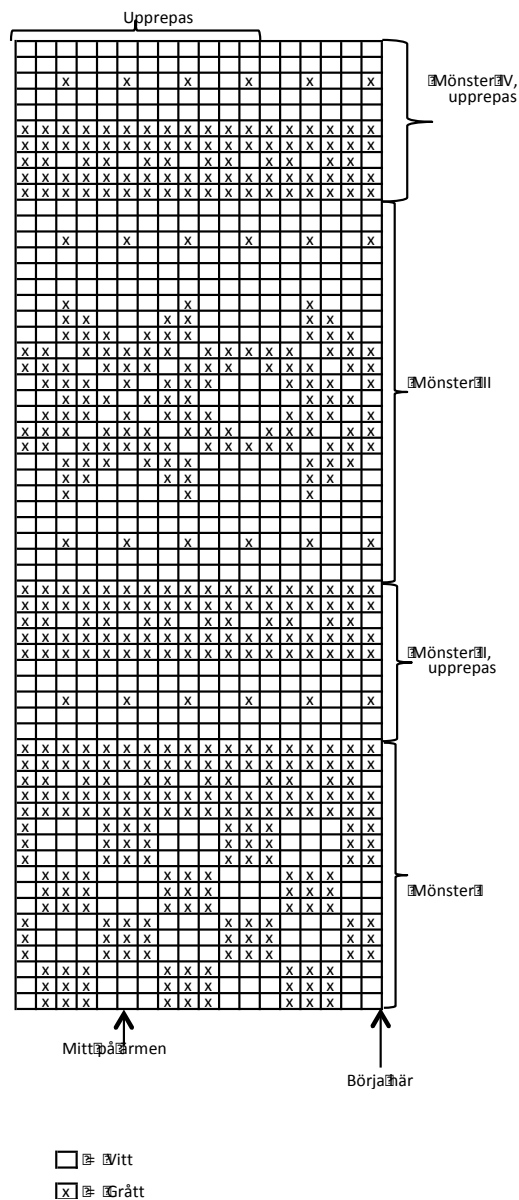 Upprepas
Mönster IV,
upprepas
Mönster III
Mönster II,
upprepas
Mönster I
Mitt på ärmen
Börja här
= Vitt
x = Grått